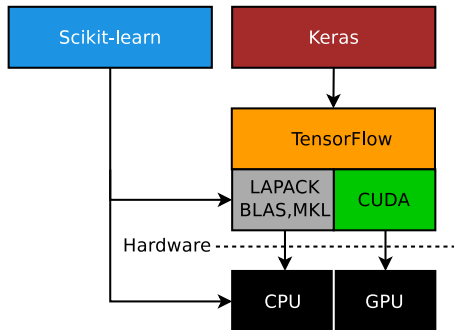 Scikit-learn
Keras
TensorFlow
LAPACK
BLAS,MKL
CUDA
Hardware
CPU
GPU